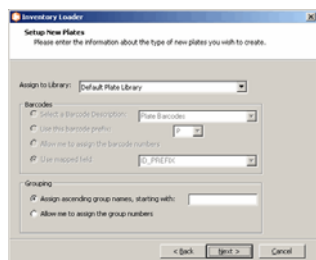 Inventory Loader
Setup New Plates
Please enter the information about the type of new plates you wish to create.
Assign to Library: Default Plate Library
Barcodes
Select a Barcode Description: Plate Barcodes
Use this barcode prefix: P
Allow me to assign the barcode numbers
Use mapped field ID_PREFIX
Grouping
Assign ascending group names, starting with:
Allow me to assign the group numbers
< Back Next > Cancel